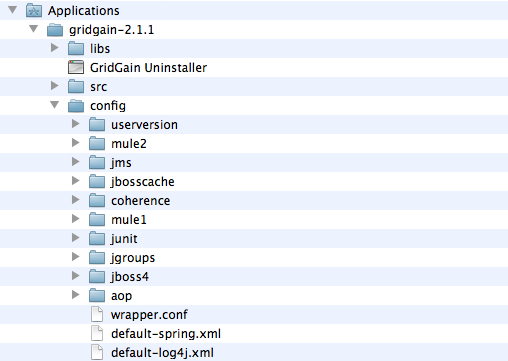 Applications
gridgain-2.1.1
libs
GridGain Uninstaller
src
config
userversion
mule2
jms
jbosscache
coherence
mule1
junit
jgroups
jboss4
aop
wrapper.conf
default-spring.xml
default-log4j.xml